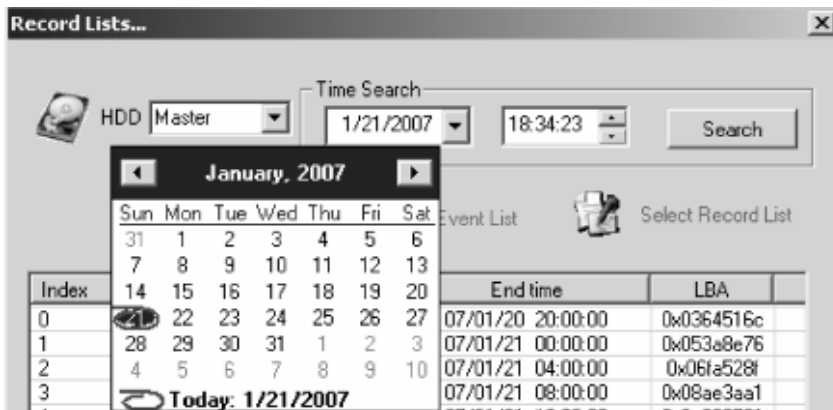 Record Lists...
Time Search
HDD Master 1/21/2007 18:34:23 Search
January, 2007
Sun Mon Tue Wed Thu Fri Sat
Event List Select Record List
31 1 2 3 4 5 6
7 8 9 10 11 12 13
14 15 16 17 18 19 20
21 22 23 24 25 26 27
28 29 30 31 1 2 3
4 5 6 7 8 9 10
Today: 1/21/2007
Index End time LBA
0 07/01/20 20:00:00 0x0364516c
1 07/01/21 00:00:00 0x053a8e76
2 07/01/21 04:00:00 0x06fa528f
3 07/01/21 08:00:00 0x08ae3aa1